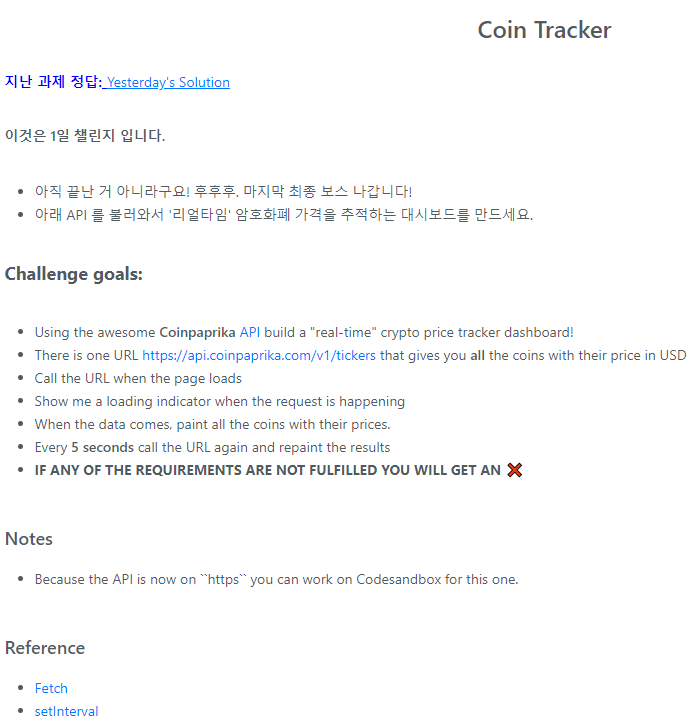 Coin Tracker
지난 과제 정답: Yesterday's Solution
이것은 1일 챌린지 입니다.
아직 끝난 거 아니라구요! 후후후. 마지막 최종 보스 나갑니다!
아래 API 를 불러와서 '리얼타임' 암호화폐 가격을 추적하는 대시보드를 만드세요.
Challenge goals:
Using the awesome Coinpaprika API build a "real-time" crypto price tracker dashboard!
There is one URL https://api.coinpaprika.com/v1/tickers that gives you all the coins with their price in USD
Call the URL when the page loads
Show me a loading indicator when the request is happening
When the data comes, paint all the coins with their prices.
Every 5 seconds call the URL again and repaint the results
IF ANY OF THE REQUIREMENTS ARE NOT FULFILLED YOU WILL GET AN ❌
Notes
Because the API is now on ``https`` you can work on Codesandbox for this one.
Reference
Fetch
setInterval